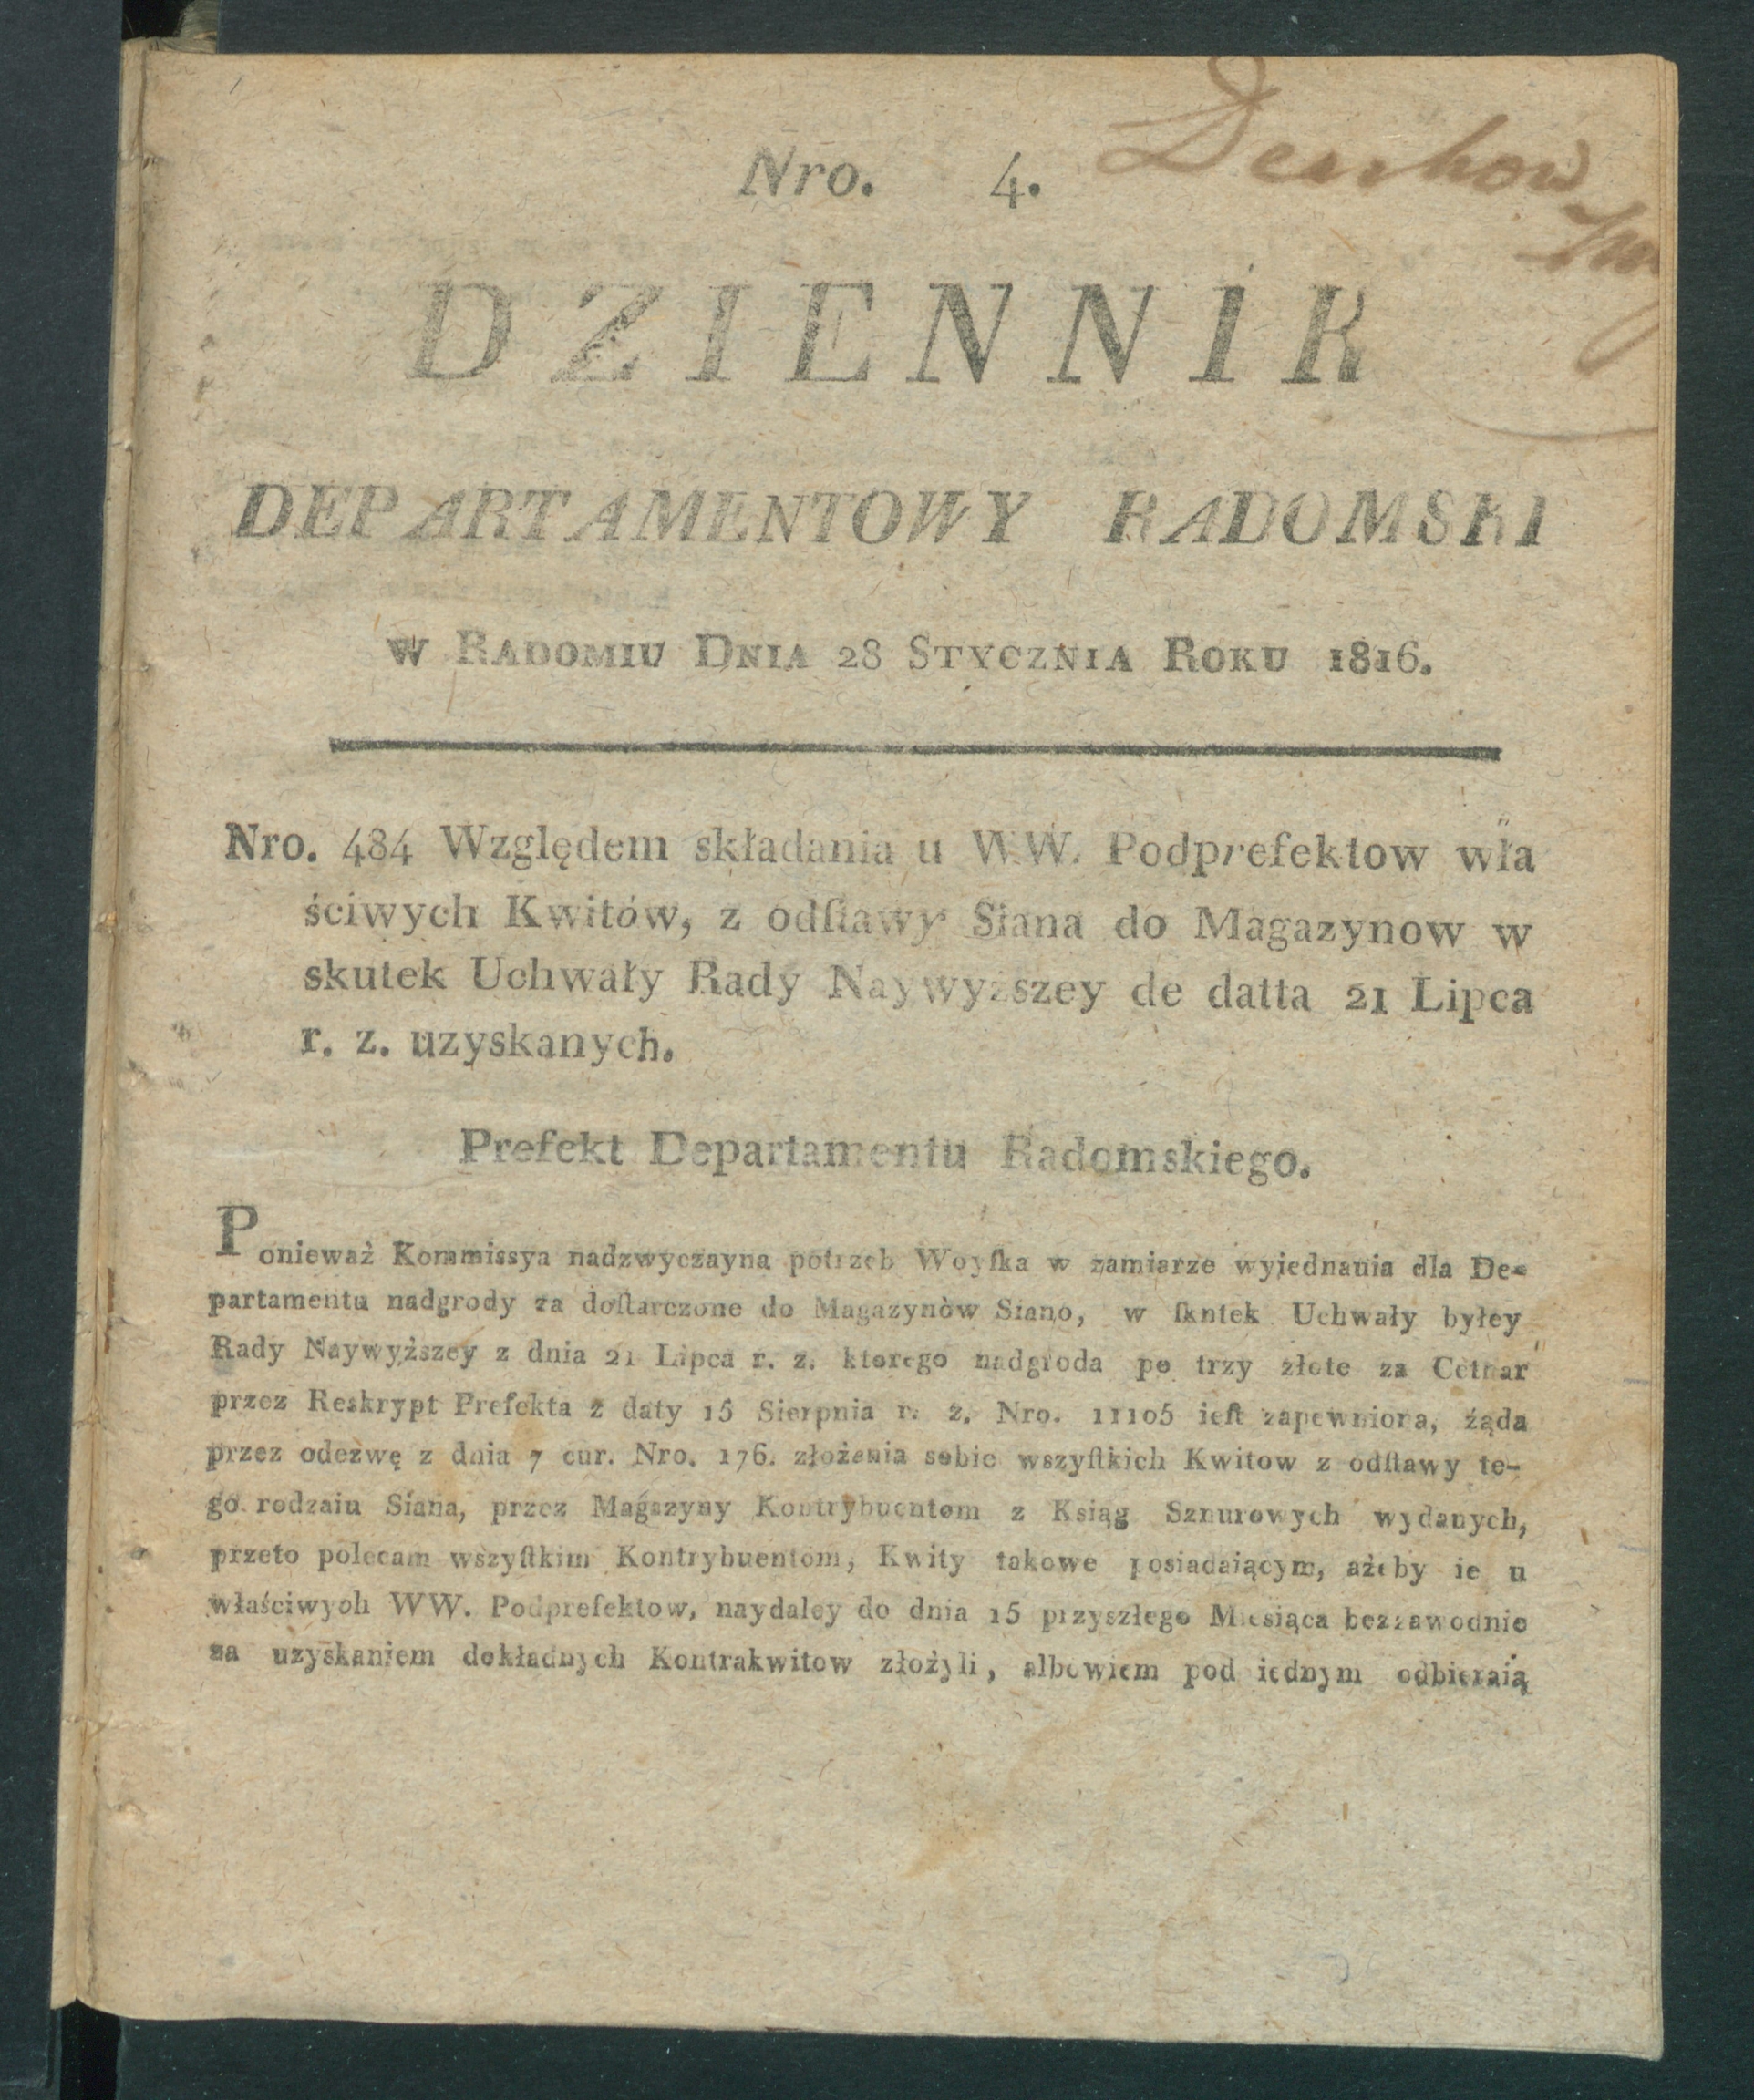 Nro. 4.
DZIENNIK
DEPARTAMENTOWY RADOMSKI
w Radomiu Dnia 28 Stycznia Roku 1816.
Nro. 484 Względem składania u WW. Podprefektow wła
ściwych Kwitów, z odſtawy Siana do Magazynow w
skutek Uchwały Rady Naywyższey de datta 21 Lipca
r. z. uzyskanych.
Prefekt Departamentu Radomskiego.
Ponieważ Kommissya nadzwyczayna potrzeb Woyſka w zamiarze wyiednania dla De-
partamentu nadgrody za doſtarczone do Magazynòw Siano, w ſkntek Uchwały byłey
Rady Naywyższey z dnia 21 Lipca r. z. ktorego nadgroda po trzy złote za Cetnar
przez Reskrypt Prefekta z daty 15 Sierpnia r. z. Nro. 11105 ieſt zapewniona, źąda
przez odezwę z dnia 7 cur. Nro. 176. złożenia sobie wszyſtkich Kwitow z odſtawy te-
go rodzaiu Siana, przez Magazyny Kontrybuentom z Ksiąg Sznurowych wydanych,
przeto polecam wszyſtkim Kontrybuentom, Kwity takowe posiadaiącym, ażeby ie u
właściwych WW. Podprefektow, naydaley do dnia 15 przyszłego Miesiąca bezzawodnie
za uzyskaniem dokładnych Kontrakwitow złożyli, albowiem pod iednym odbieraią